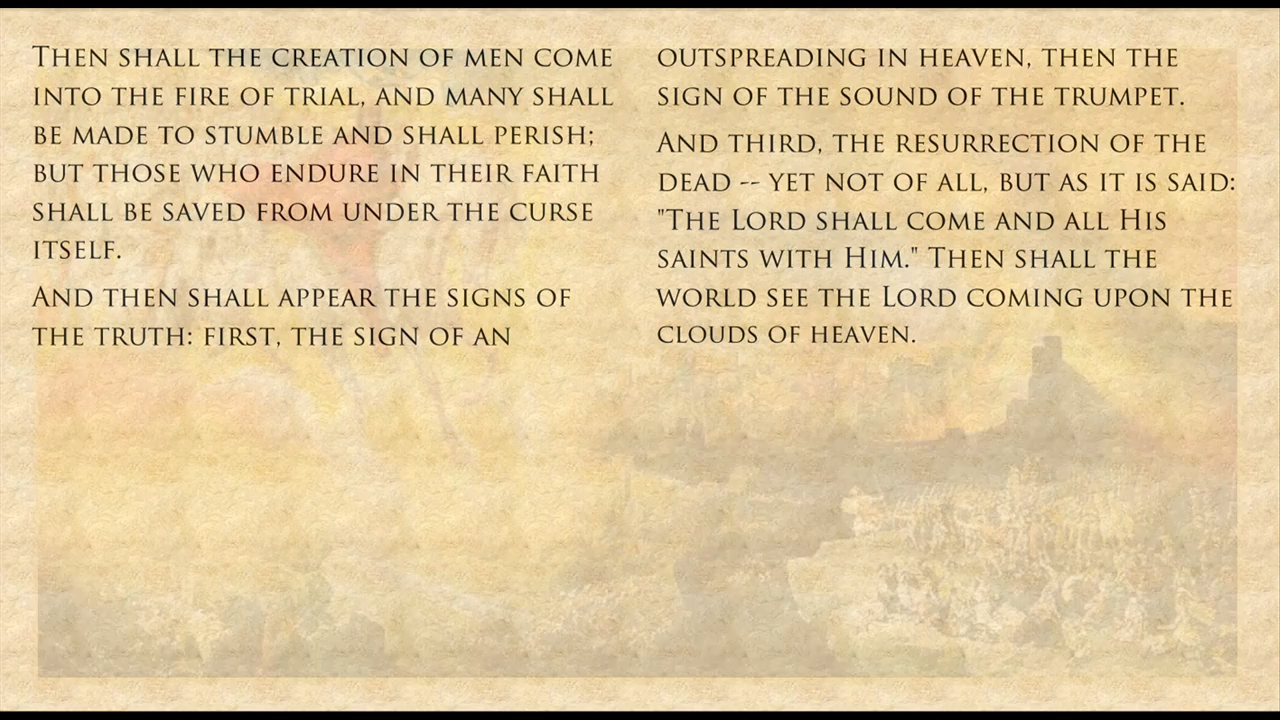 Then shall the creation of men come
into the fire of trial, and many shall
be made to stumble and shall perish;
but those who endure in their faith
shall be saved from under the curse
itself.
And then shall appear the signs of
the truth: first, the sign of an
outspreading in heaven, then the
sign of the sound of the trumpet.
And third, the resurrection of the
dead -- yet not of all, but as it is said:
"The Lord shall come and all His
saints with Him." Then shall the
world see the Lord coming upon the
clouds of heaven.